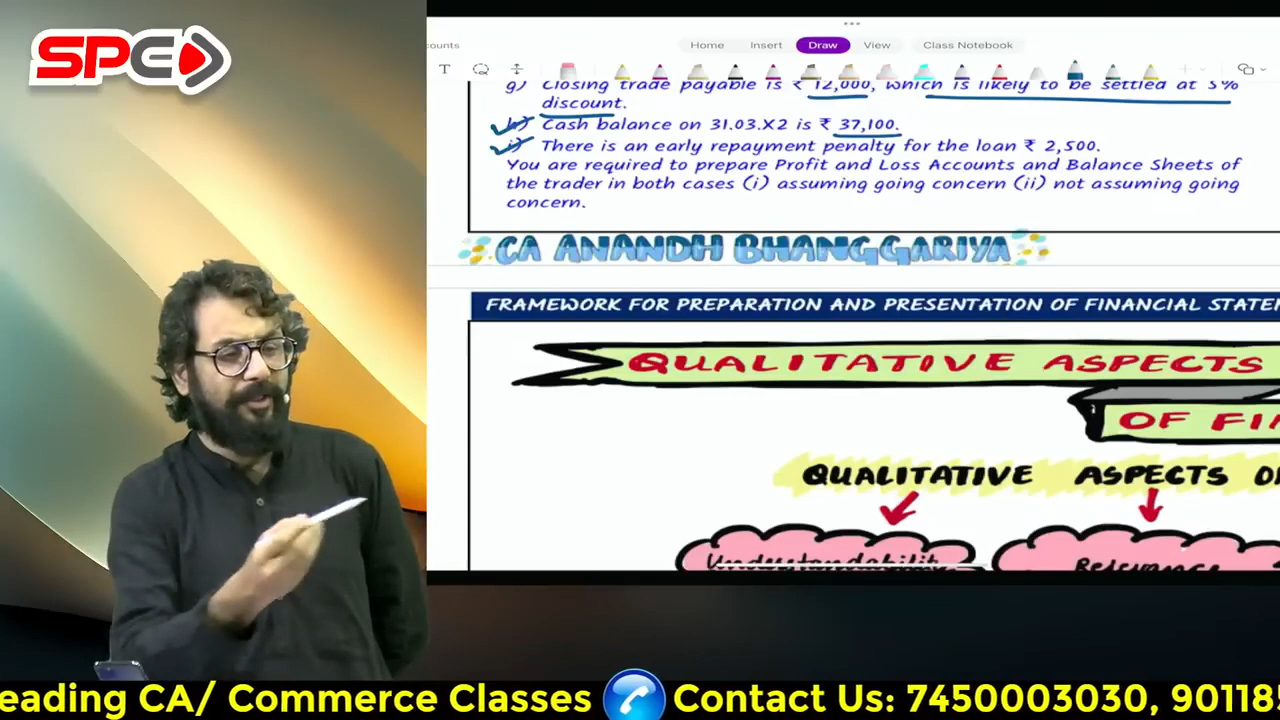 SPED
counts
Home Insert Draw View Class Notebook
T
g) Closing trade payable is ₹ 12,000, which is likely to be settled at 5%
discount.
h) Cash balance on 31.03.X2 is ₹ 37,100.
i) There is an early repayment penalty for the loan ₹ 2,500.
You are required to prepare Profit and Loss Accounts and Balance Sheets of
the trader in both cases (i) assuming going concern (ii) not assuming going
concern.
CA ANANDH BHANGGARIYA
FRAMEWORK FOR PREPARATION AND PRESENTATION OF FINANCIAL STATE
QUALITATIVE ASPECTS
OF FI
QUALITATIVE ASPECTS O
Understandabilit Relevance
eading CA/ Commerce Classes Contact Us: 7450003030, 90118